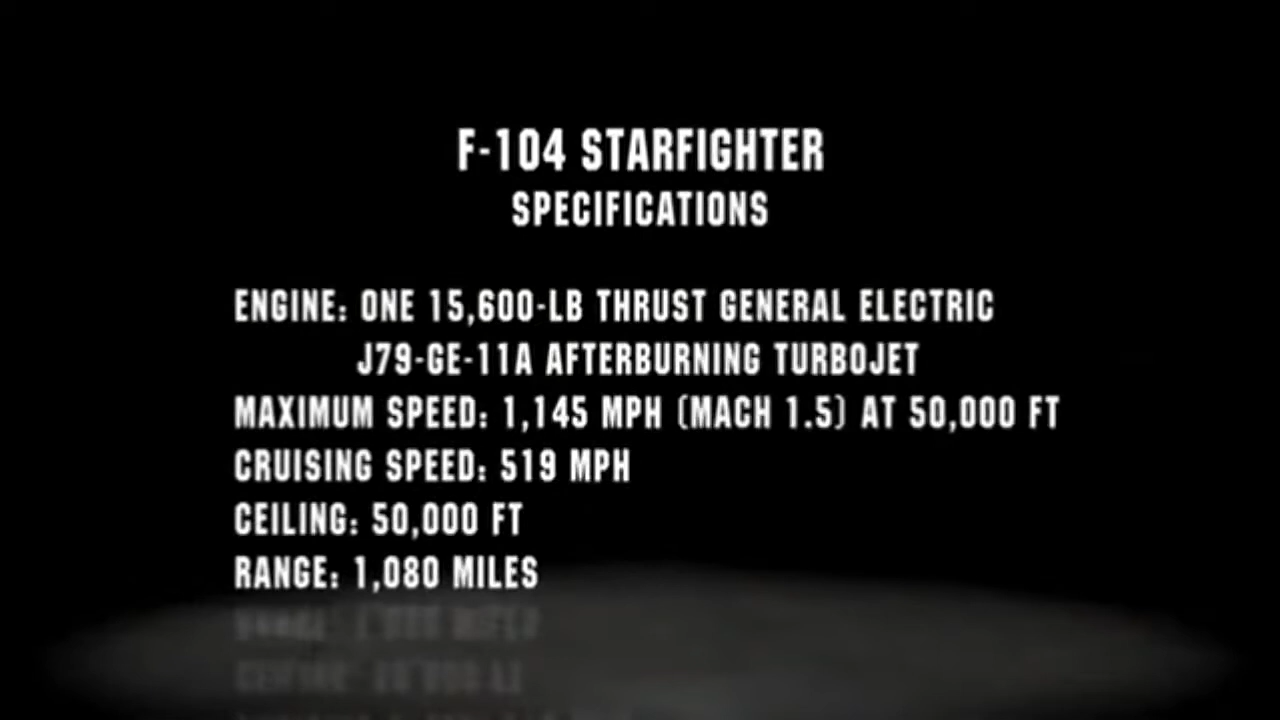 F-104 STARFIGHTER
SPECIFICATIONS
ENGINE: ONE 15,600-LB THRUST GENERAL ELECTRIC
J79-GE-11A AFTERBURNING TURBOJET
MAXIMUM SPEED: 1,145 MPH (MACH 1.5) AT 50,000 FT
CRUISING SPEED: 519 MPH
CEILING: 50,000 FT
RANGE: 1,080 MILES